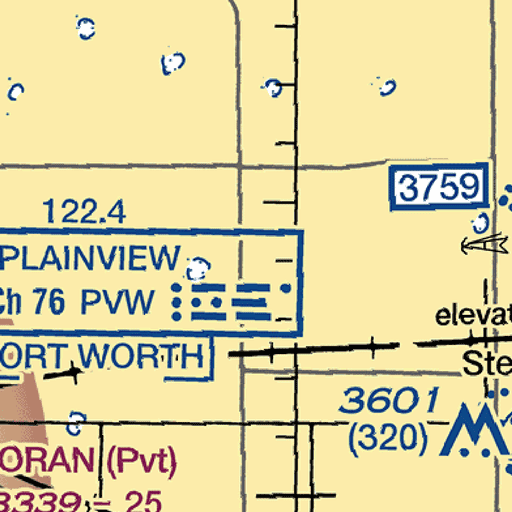 3759
122.4
PLAINVIEW
Ch 76 PVW
elevat
ORT WORTH
Ste
3601
(320)
ORAN (Pvt)
3339 = 25